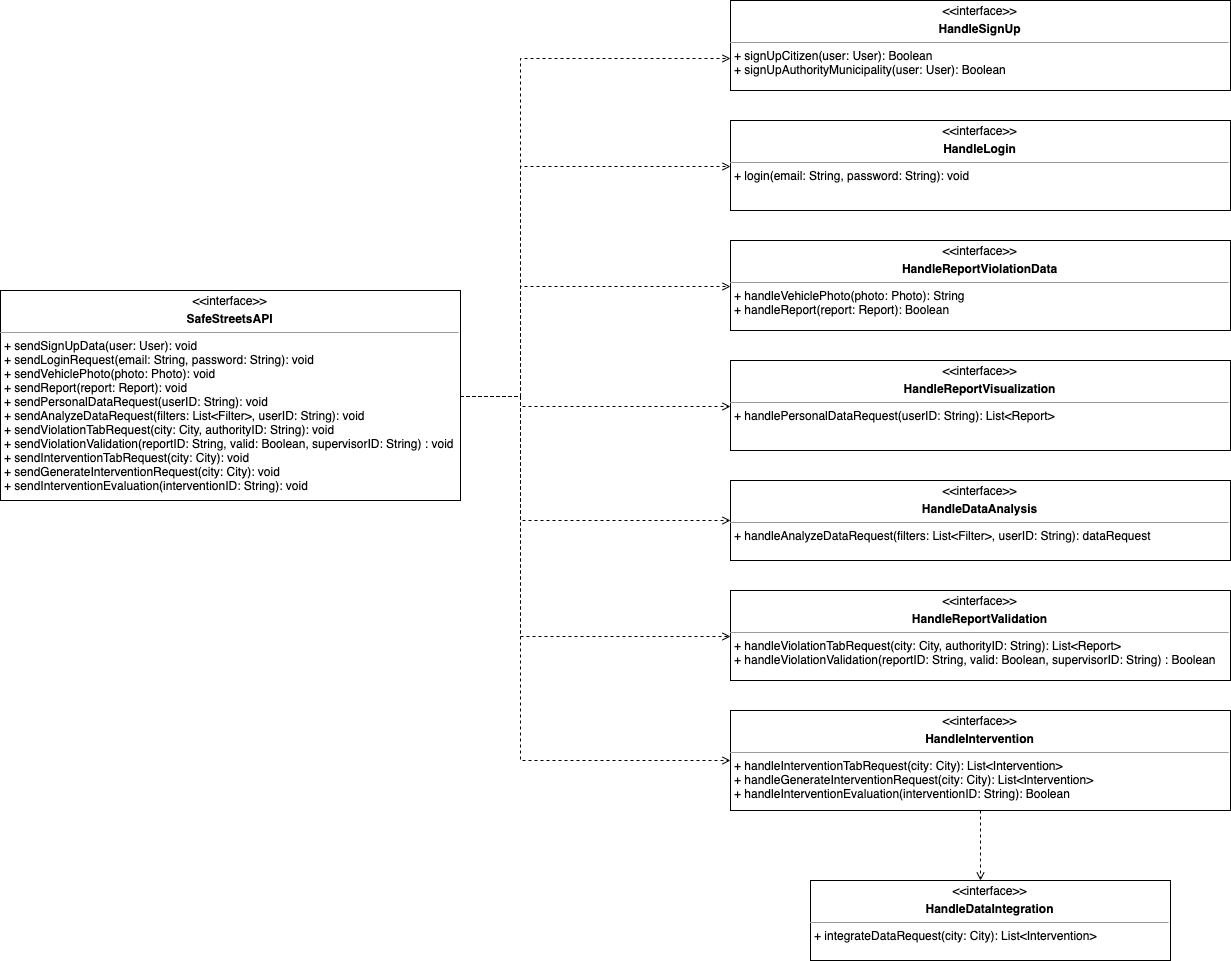 <<interface>>
HandleSignUp
+ signUpCitizen(user: User): Boolean
+ signUpAuthorityMunicipality(user: User): Boolean
<<interface>>
HandleLogin
+ login(email: String, password: String): void
<<interface>>
HandleReportViolationData
+ handleVehiclePhoto(photo: Photo): String
+ handleReport(report: Report): Boolean
<<interface>>
SafeStreetsAPI
+ sendSignUpData(user: User): void
+ sendLoginRequest(email: String, password: String): void
+ sendVehiclePhoto(photo: Photo): void
+ sendReport(report: Report): void
+ sendPersonalDataRequest(userID: String): void
+ sendAnalyzeDataRequest(filters: List<Filter>, userID: String): void
+ sendViolationTabRequest(city: City, authorityID: String): void
+ sendViolationValidation(reportID: String, valid: Boolean, supervisorID: String) : void
+ sendInterventionTabRequest(city: City): void
+ sendGenerateInterventionRequest(city: City): void
+ sendInterventionEvaluation(interventionID: String): void
<<interface>>
HandleReportVisualization
+ handlePersonalDataRequest(userID: String): List<Report>
<<interface>>
HandleDataAnalysis
+ handleAnalyzeDataRequest(filters: List<Filter>, userID: String): dataRequest
<<interface>>
HandleReportValidation
+ handleViolationTabRequest(city: City, authorityID: String): List<Report>
+ handleViolationValidation(reportID: String, valid: Boolean, supervisorID: String) : Boolean
<<interface>>
HandleIntervention
+ handleInterventionTabRequest(city: City): List<Intervention>
+ handleGenerateInterventionRequest(city: City): List<Intervention>
+ handleInterventionEvaluation(interventionID: String): Boolean
<<interface>>
HandleDataIntegration
+ integrateDataRequest(city: City): List<Intervention>